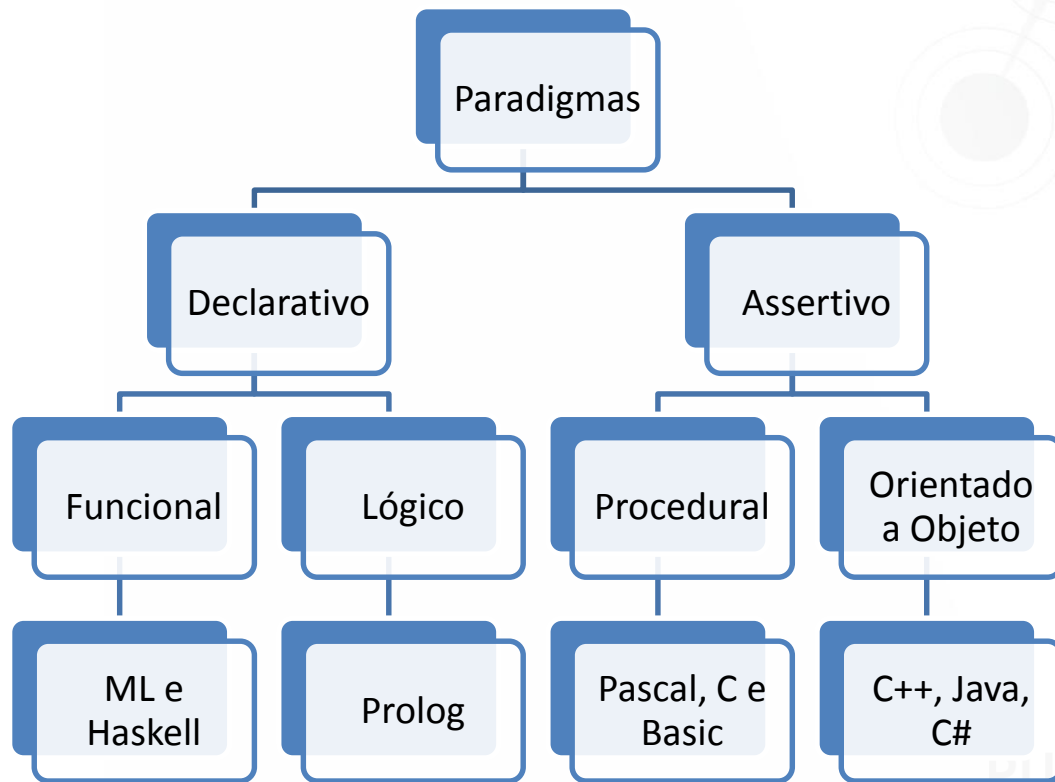 Paradigmas
Declarativo
Assertivo
Funcional
Lógico
Procedural
Orientado
a Objeto
ML e
Haskell
Prolog
Pascal, C e
Basic
C++, Java,
C#